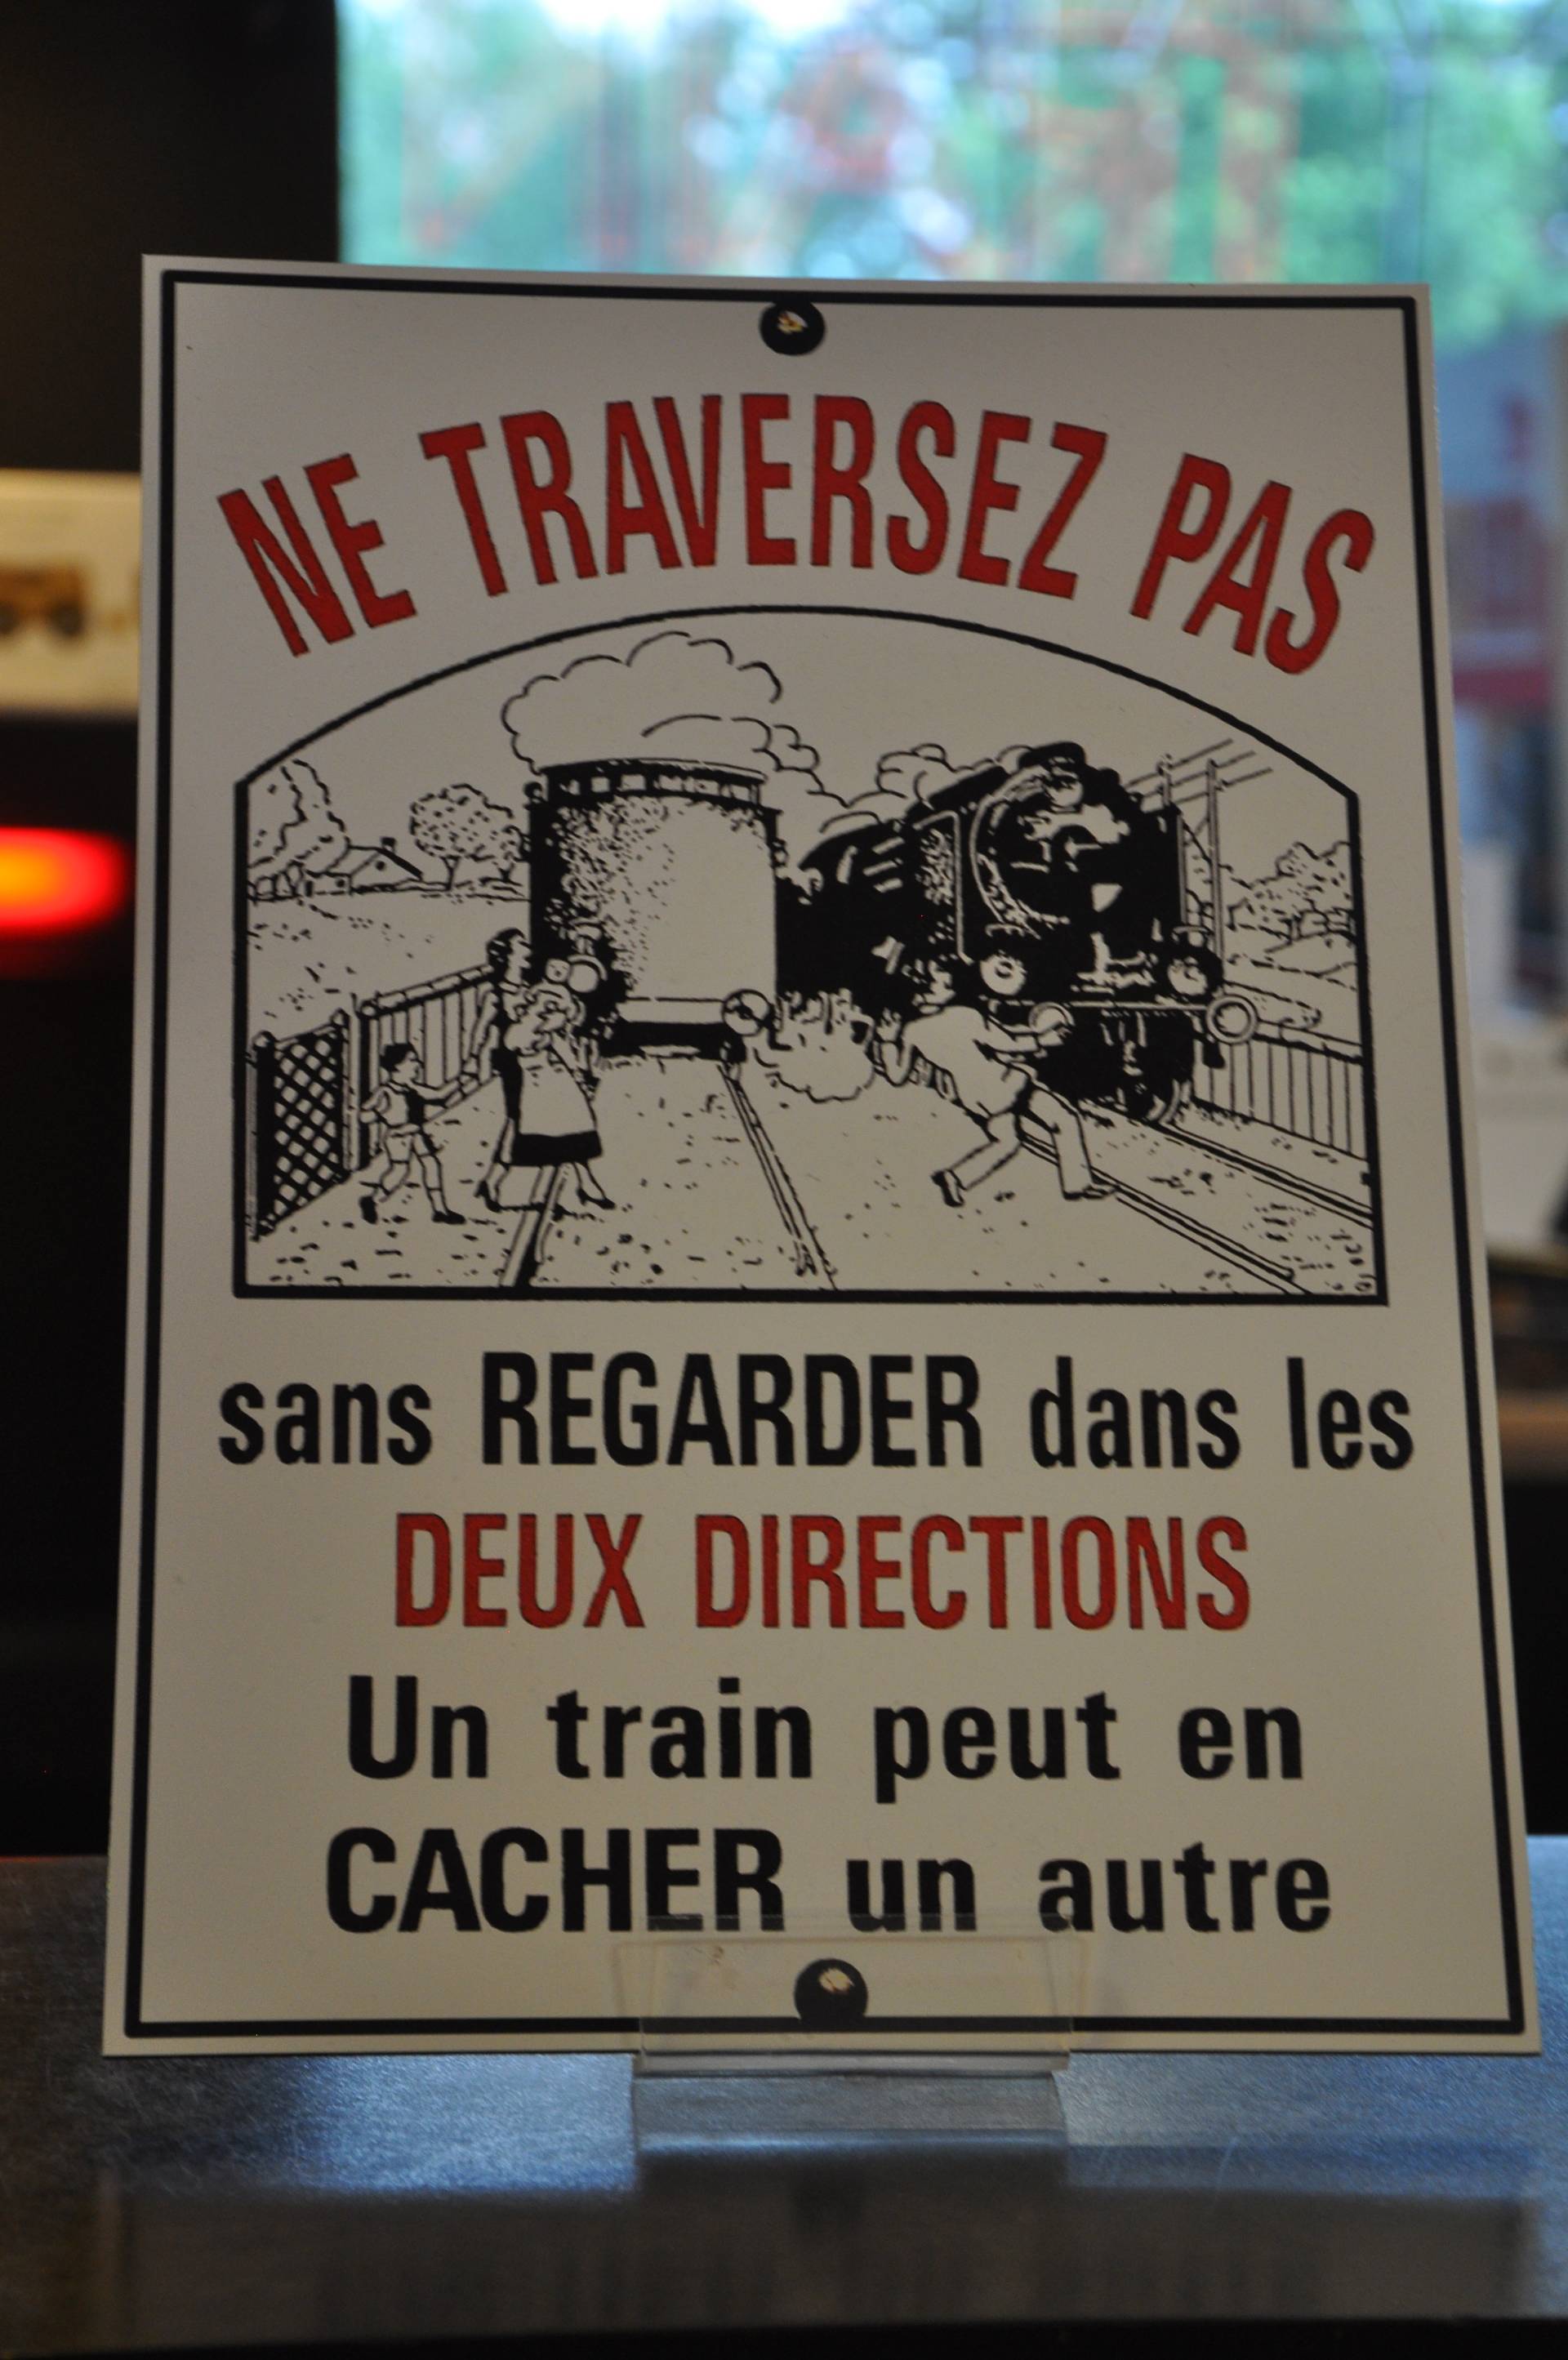 NE TRAVERSEZ PAS
sans REGARDER dans les
DEUX DIRECTIONS
Un train peut en
CACHER un autre